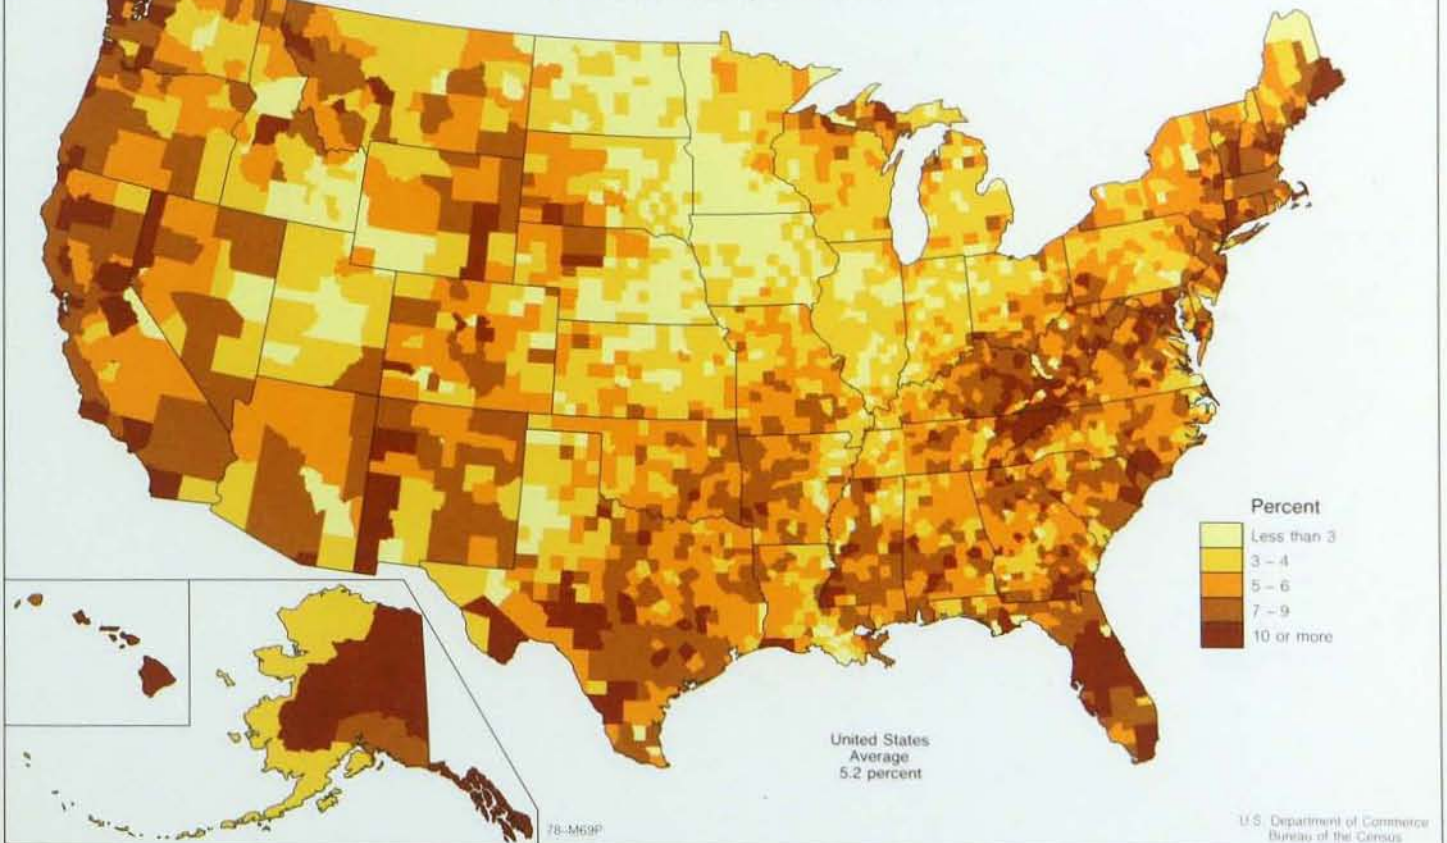 Percent
Less than 3
3 – 4
5 – 6
7 – 9
10 or more
United States
Average
5.2 percent
78–M69P
U.S. Department of Commerce
Bureau of the Census